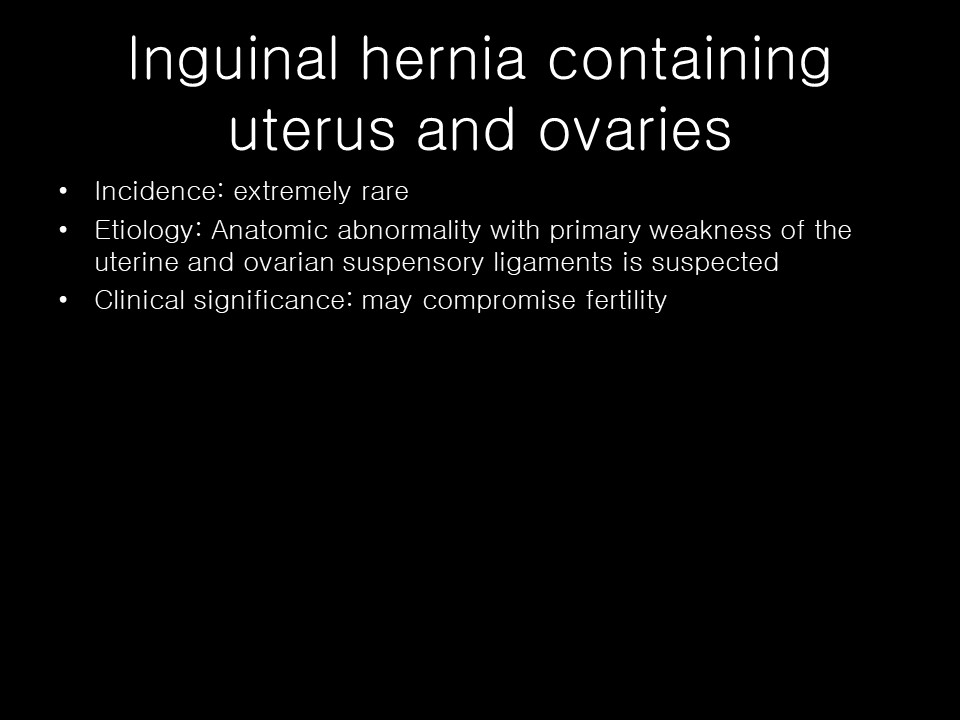 Inguinal hernia containing
uterus and ovaries
• Incidence: extremely rare
• Etiology: Anatomic abnormality with primary weakness of the
uterine and ovarian suspensory ligaments is suspected
• Clinical significance: may compromise fertility